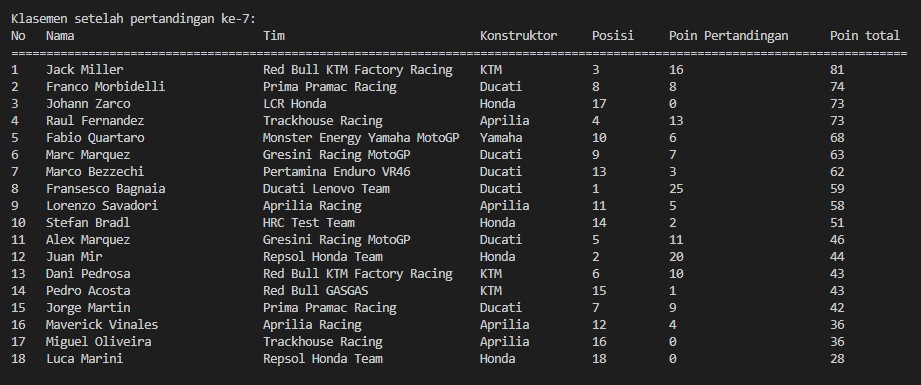 Klasemen setelah pertandingan ke-7:
No Nama Tim Konstruktor Posisi Poin Pertandingan Poin total
================================================================================================================================
1 Jack Miller Red Bull KTM Factory Racing KTM 3 16 81
2 Franco Morbidelli Prima Pramac Racing Ducati 8 8 74
3 Johann Zarco LCR Honda Honda 17 0 73
4 Raul Fernandez Trackhouse Racing Aprilia 4 13 73
5 Fabio Quartaro Monster Energy Yamaha MotoGP Yamaha 10 6 68
6 Marc Marquez Gresini Racing MotoGP Ducati 9 7 63
7 Marco Bezzechi Pertamina Enduro VR46 Ducati 13 3 62
8 Fransesco Bagnaia Ducati Lenovo Team Ducati 1 25 59
9 Lorenzo Savadori Aprilia Racing Aprilia 11 5 58
10 Stefan Bradl HRC Test Team Honda 14 2 51
11 Alex Marquez Gresini Racing MotoGP Ducati 5 11 46
12 Juan Mir Repsol Honda Team Honda 2 20 44
13 Dani Pedrosa Red Bull KTM Factory Racing KTM 6 10 43
14 Pedro Acosta Red Bull GASGAS KTM 15 1 43
15 Jorge Martin Prima Pramac Racing Ducati 7 9 42
16 Maverick Vinales Aprilia Racing Aprilia 12 4 36
17 Miguel Oliveira Trackhouse Racing Aprilia 16 0 36
18 Luca Marini Repsol Honda Team Honda 18 0 28